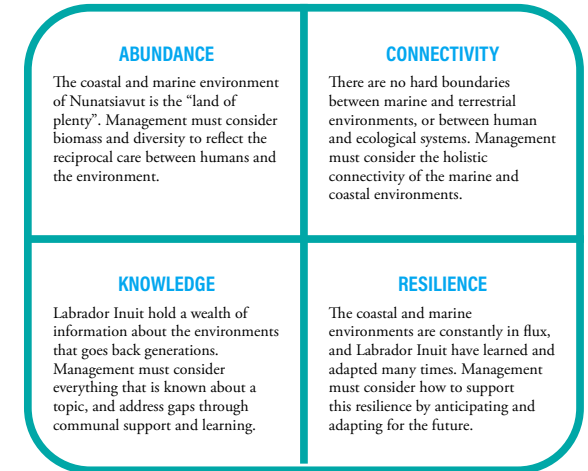 ABUNDANCE
The coastal and marine environment
of Nunatsiavut is the “land of
plenty”. Management must consider
biomass and diversity to reflect the
reciprocal care between humans and
the environment.
CONNECTIVITY
There are no hard boundaries
between marine and terrestrial
environments, or between human
and ecological systems. Management
must consider the holistic
connectivity of the marine and
coastal environments.
KNOWLEDGE
Labrador Inuit hold a wealth of
information about the environments
that goes back generations.
Management must consider
everything that is known about a
topic, and address gaps through
communal support and learning.
RESILIENCE
The coastal and marine
environments are constantly in flux,
and Labrador Inuit have learned and
adapted many times. Management
must consider how to support
this resilience by anticipating and
adapting for the future.